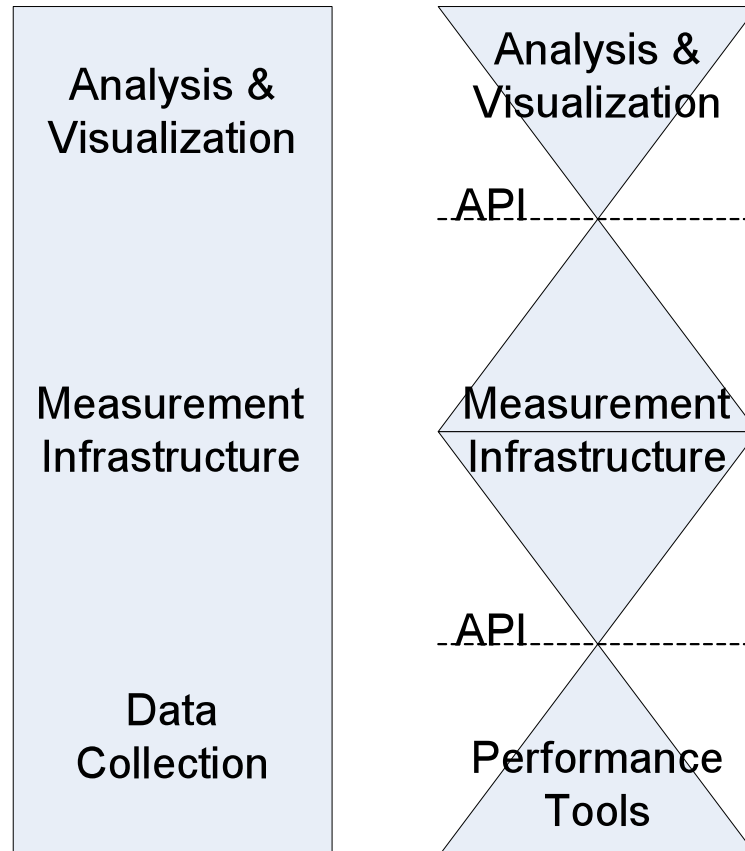 Analysis &
Visualization
Measurement
Infrastructure
Data
Collection
Analysis &
Visualization
API
Measurement
Infrastructure
API
Performance
Tools